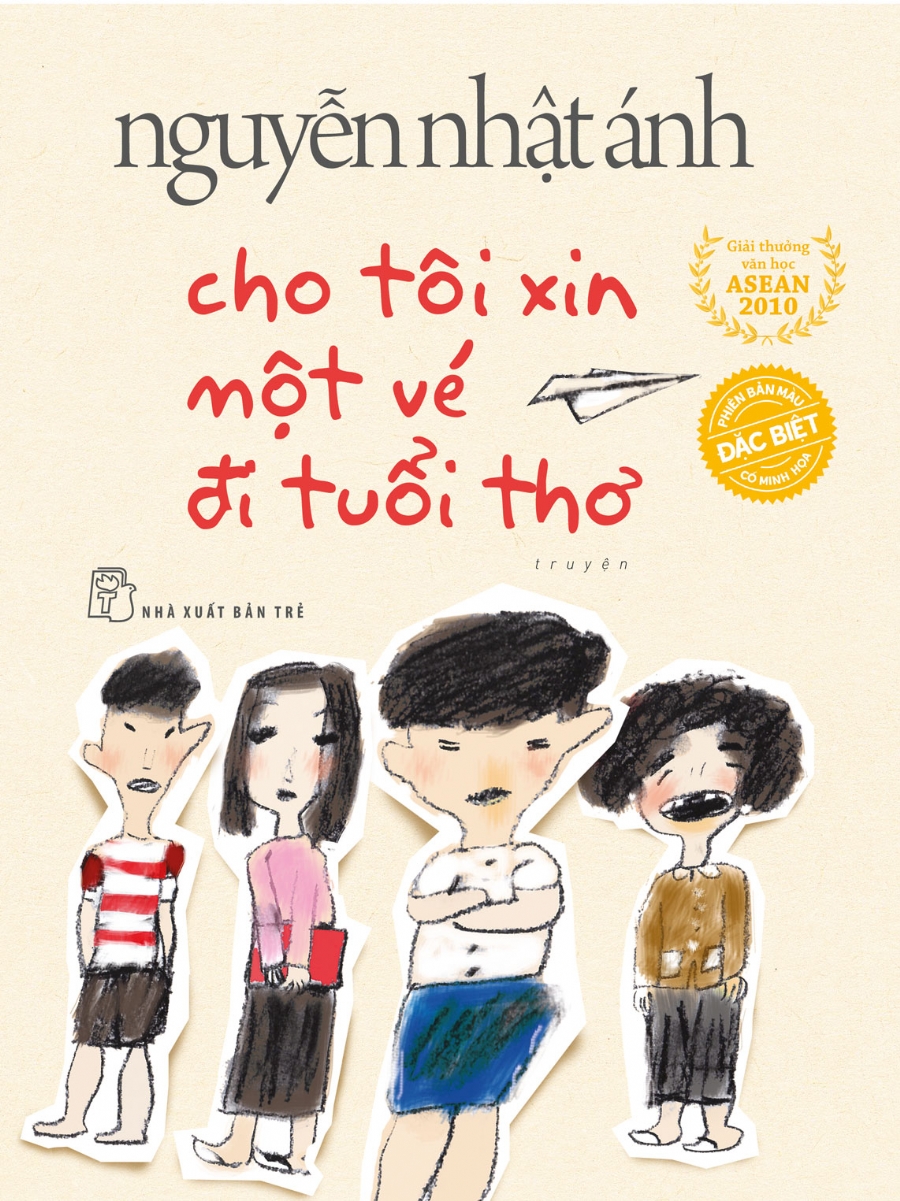 nguyễn nhật ánh
cho tôi xin
một vé
đi tuổi thơ
Giải thưởng
văn học
ASEAN
2010
PHIÊN BẢN MÀU
ĐẶC BIỆT
CÓ MINH HỌA
truyện
T
NHÀ XUẤT BẢN TRẺ